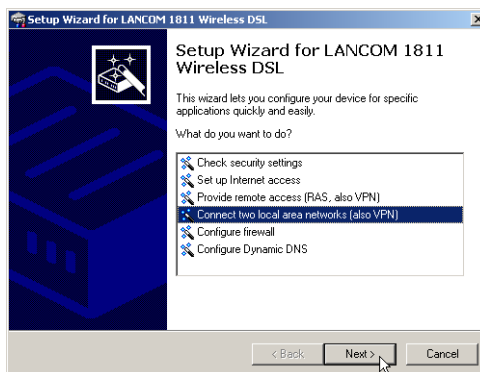 Setup Wizard for LANCOM 1811 Wireless DSL
Setup Wizard for LANCOM 1811
Wireless DSL
This wizard lets you configure your device for specific
applications quickly and easily.
What do you want to do?
Check security settings
Set up Internet access
Provide remote access (RAS, also VPN)
Connect two local area networks (also VPN)
Configure firewall
Configure Dynamic DNS
< Back
Next >
Cancel